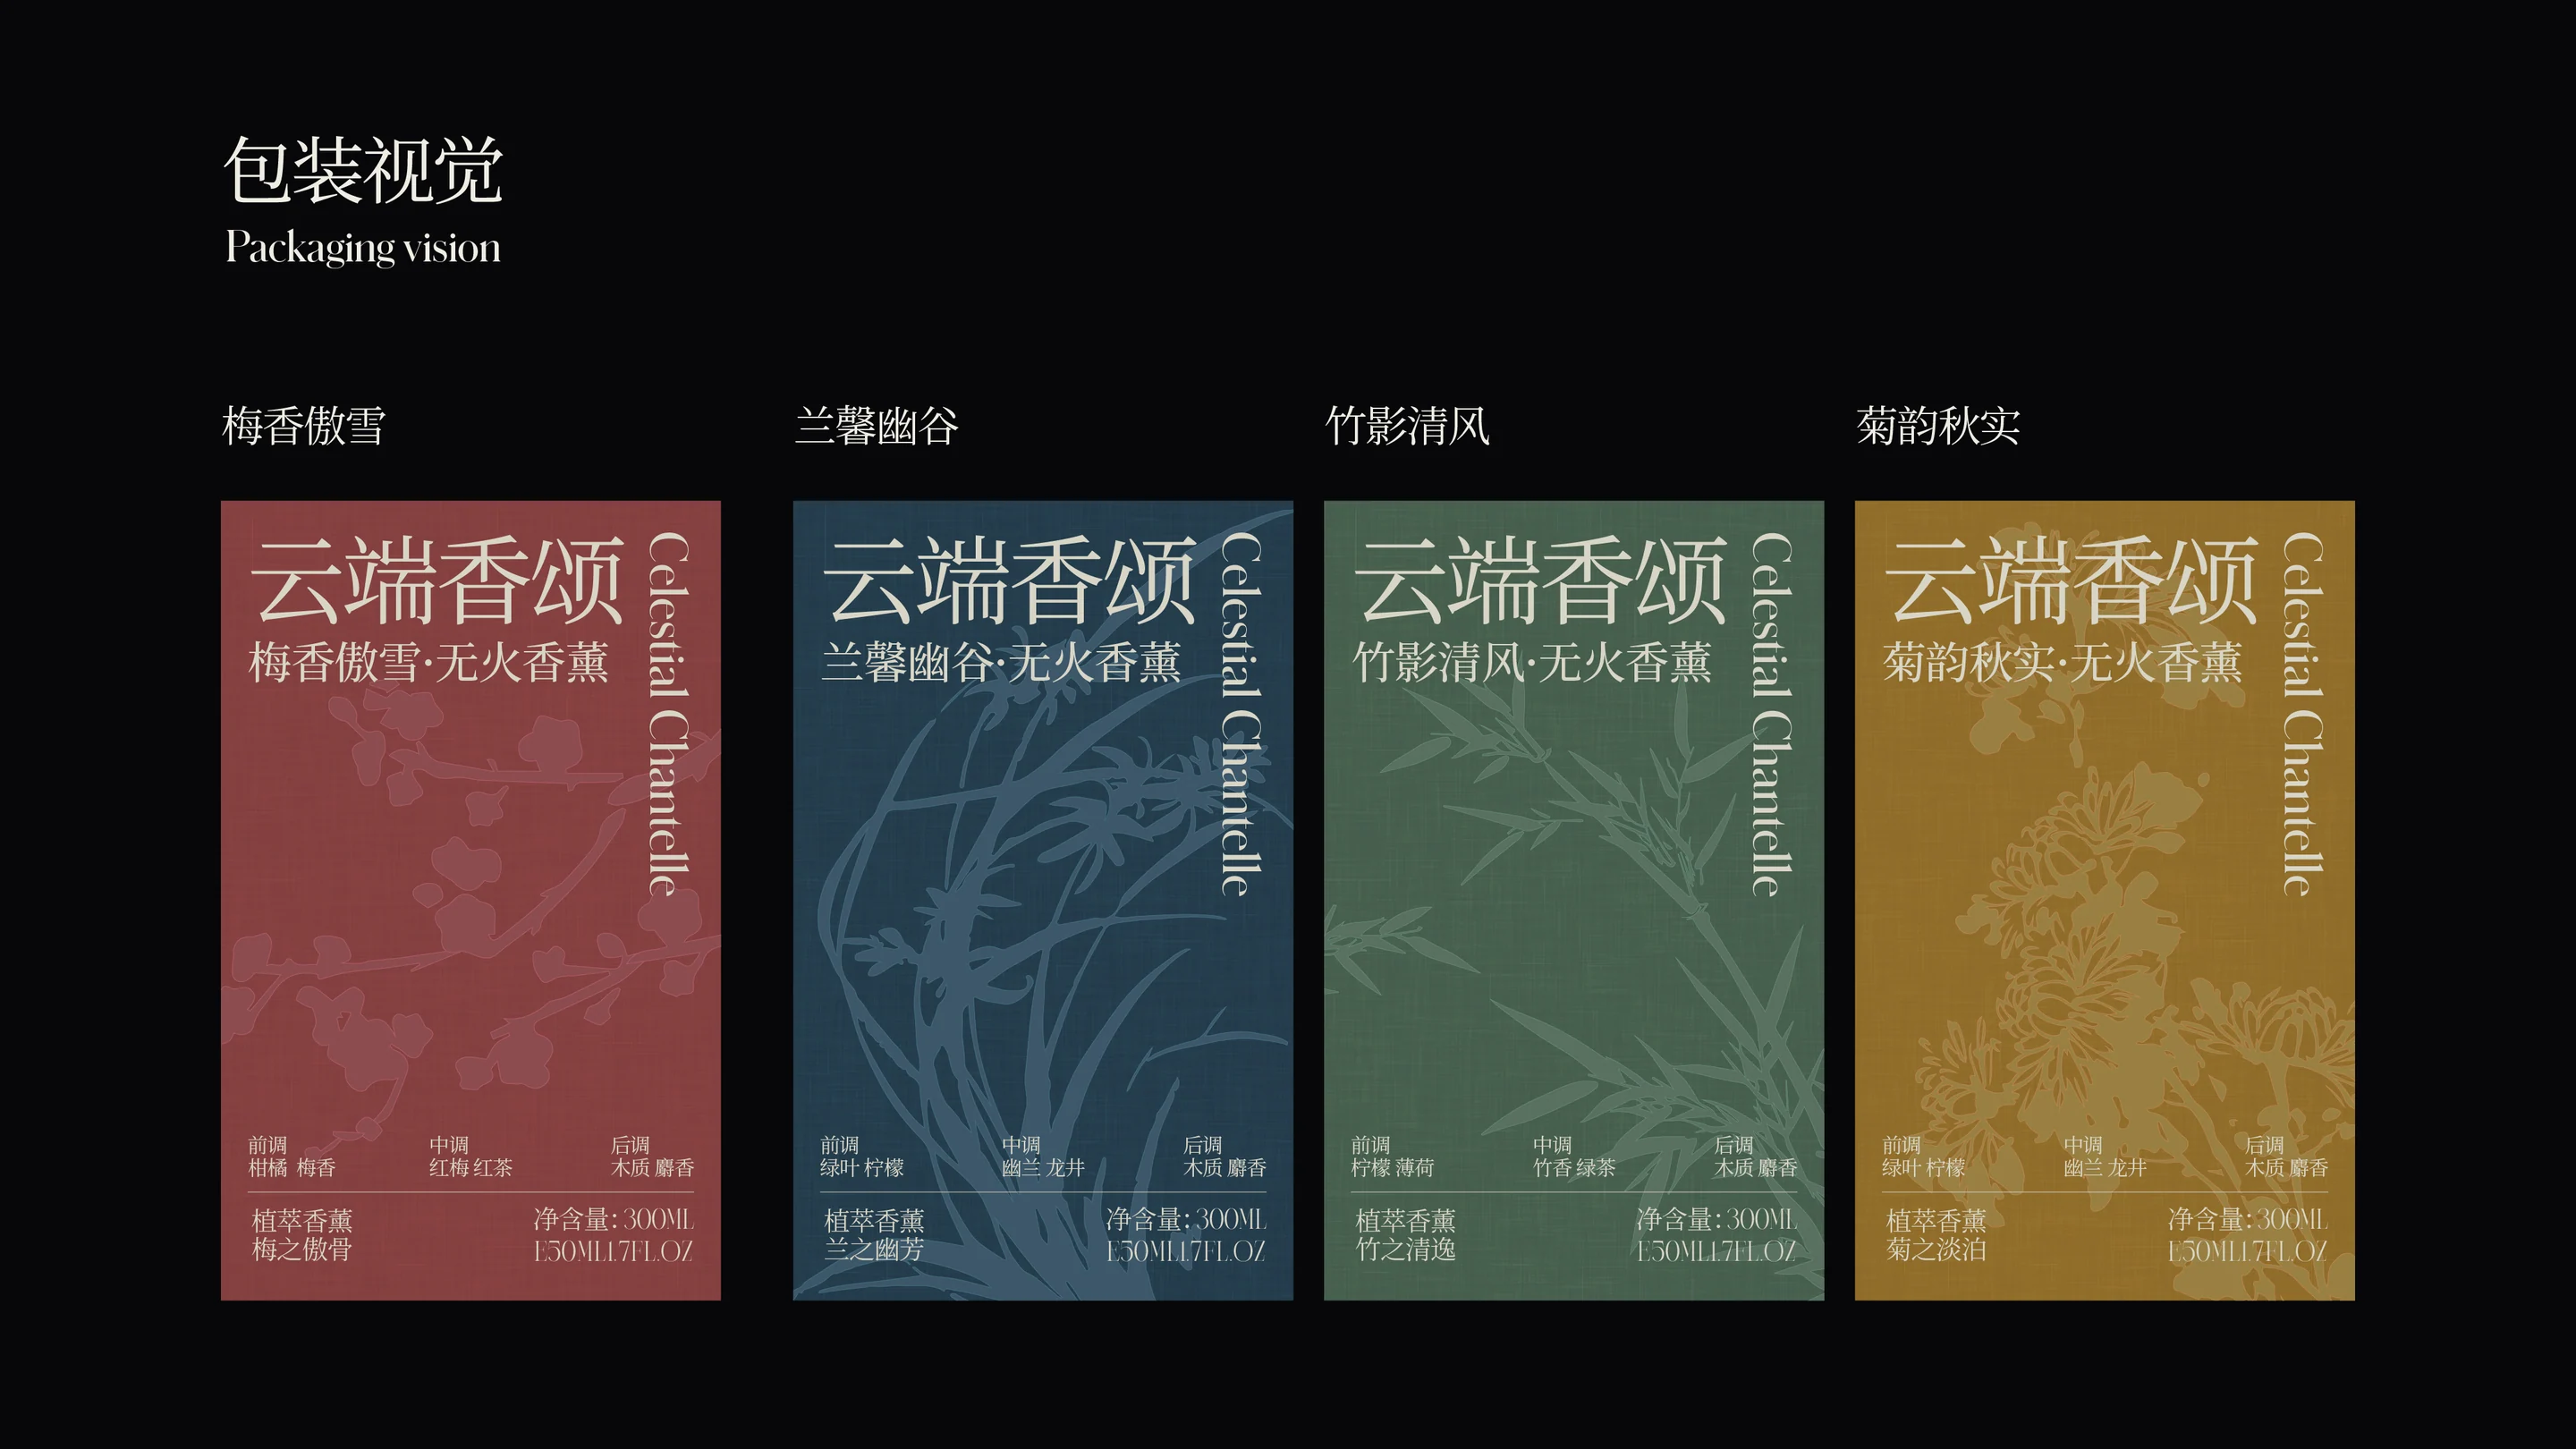 包装视觉
Packaging vision
梅香傲雪
兰馨幽谷
竹影清风
菊韵秋实
云端香颂
梅香傲雪·无火香薰
Celestial Chantelle
前调
柑橘 梅香
中调
红梅 红茶
后调
木质 麝香
植萃香薰
梅之傲骨
净含量:300ML
E50ML1.7FL.OZ
云端香颂
兰馨幽谷·无火香薰
Celestial Chantelle
前调
绿叶 柠檬
中调
幽兰 龙井
后调
木质 麝香
植萃香薰
兰之幽芳
净含量:300ML
E50ML1.7FL.OZ
云端香颂
竹影清风·无火香薰
Celestial Chantelle
前调
柠檬 薄荷
中调
竹香 绿茶
后调
木质 麝香
植萃香薰
竹之清逸
净含量:300ML
E50ML1.7FL.OZ
云端香颂
菊韵秋实·无火香薰
Celestial Chantelle
前调
绿叶 柠檬
中调
幽兰 龙井
后调
木质 麝香
植萃香薰
菊之淡泊
净含量:300ML
E50ML1.7FL.OZ